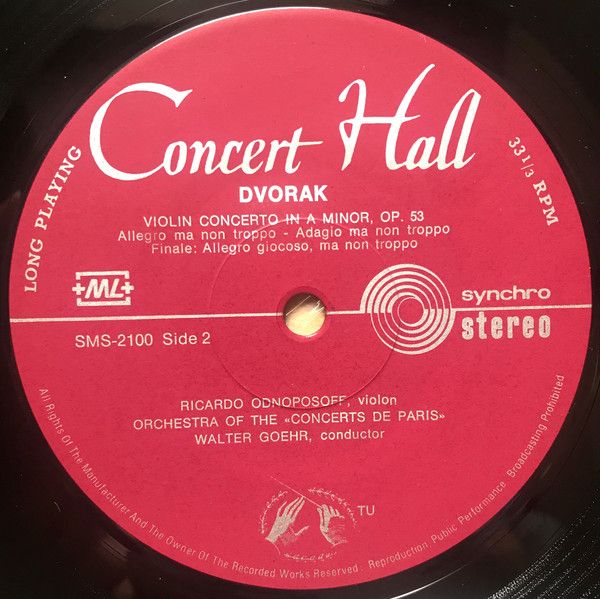 Concert Hall
LONG PLAYING
33 1/3 RPM
DVORAK
VIOLIN CONCERTO IN A MINOR, OP. 53
Allegro ma non troppo - Adagio ma non troppo
Finale: Allegro giocoso, ma non troppo
+ML+
synchro
stereo
SMS-2100 Side 2
RICARDO ODNOPOSOFF, violon
ORCHESTRA OF THE «CONCERTS DE PARIS»
WALTER GOEHR, conductor
TU
All Rights Of The Manufacturer And The Owner Of The Recorded Works Reserved. Reproduction, Public Performance, Broadcasting Prohibited